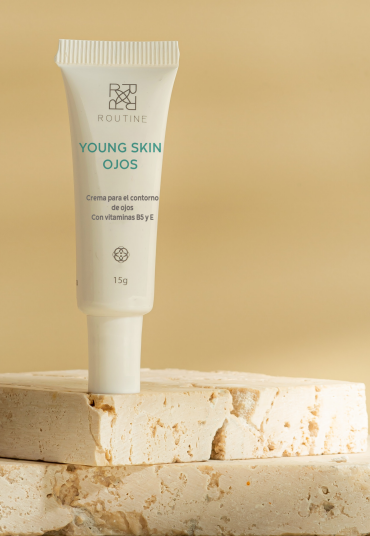 ROUTINE
YOUNG SKIN
OJOS
Crema para el contorno
de ojos
Con vitaminas B5 y E
15g